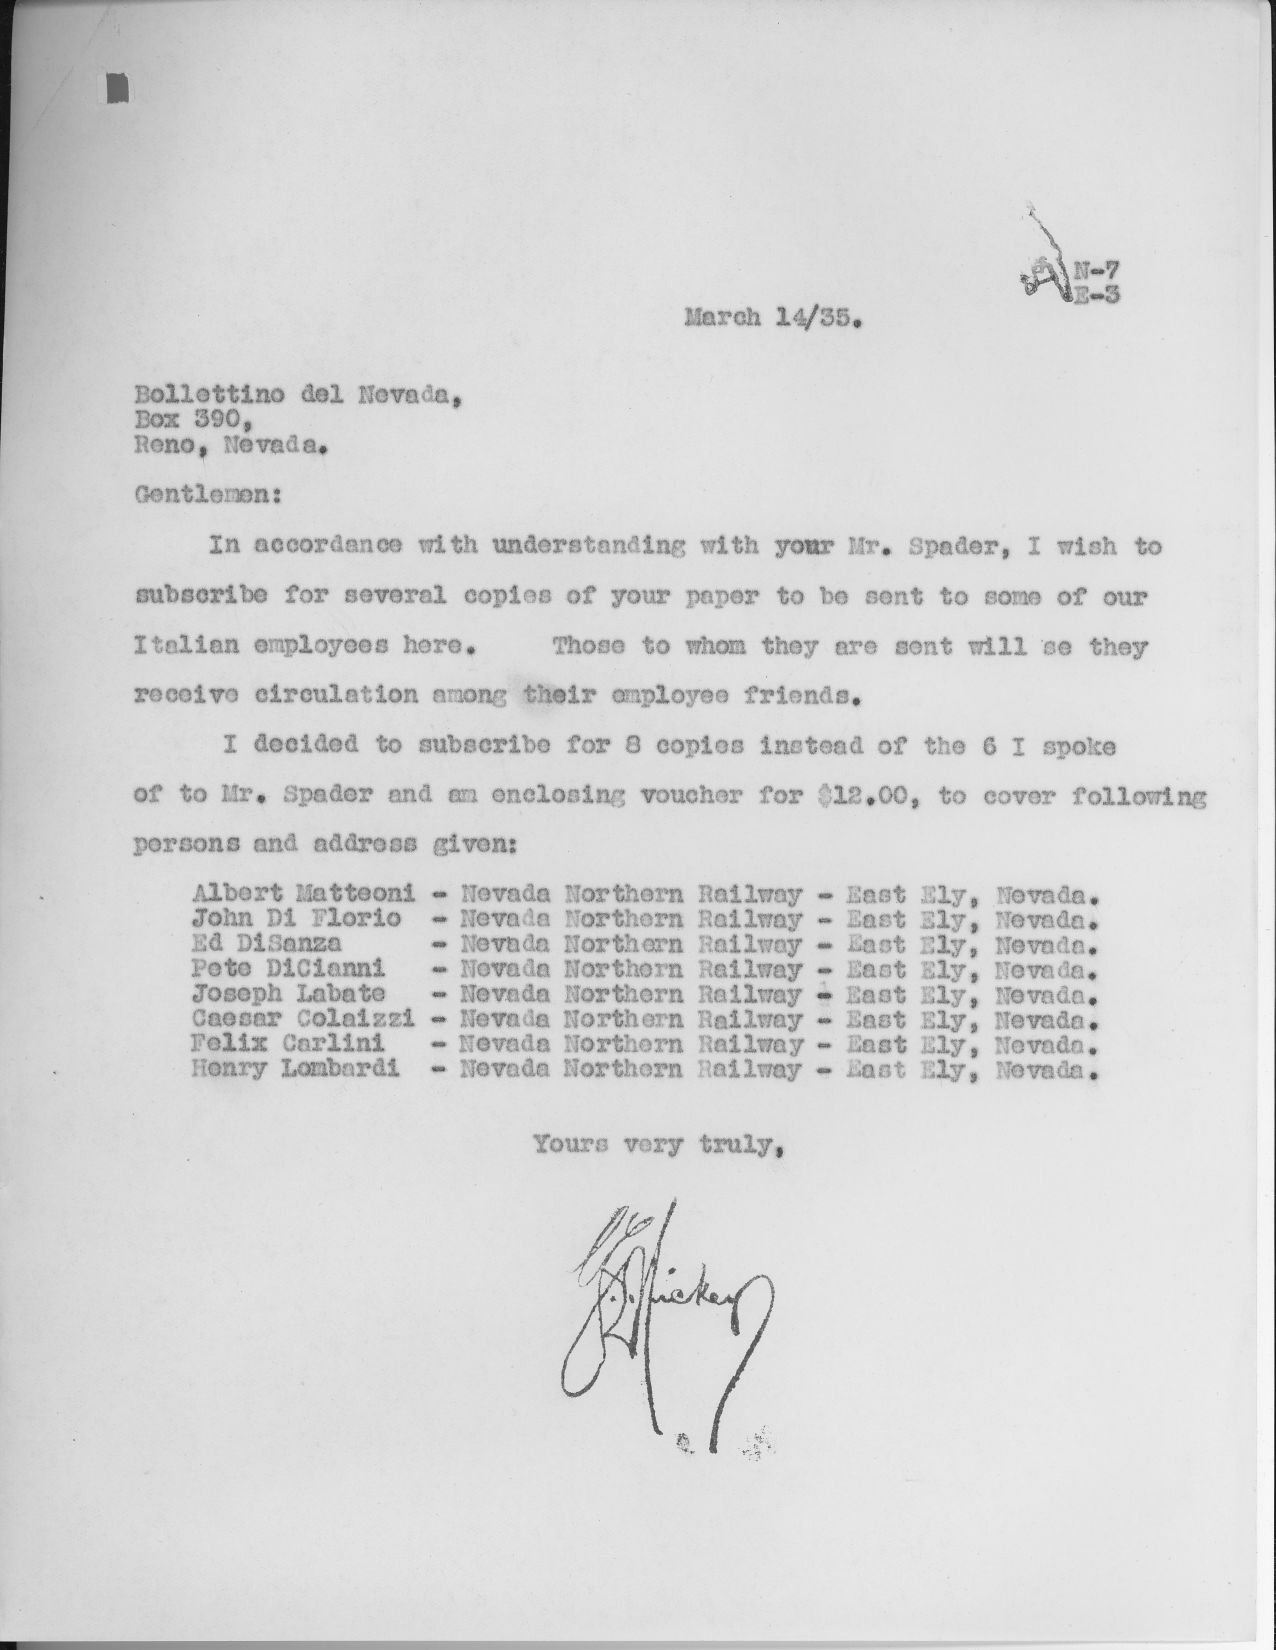 N-7
E-3
March 14/35.
Bollettino del Nevada,
Box 390,
Reno, Nevada.
Gentlemen:
In accordance with understanding with your Mr. Spader, I wish to
subscribe for several copies of your paper to be sent to some of our
Italian employees here. Those to whom they are sent will se they
receive circulation among their employee friends.
I decided to subscribe for 8 copies instead of the 6 I spoke
of to Mr. Spader and am enclosing voucher for $12.00, to cover following
persons and address given:
Albert Matteoni - Nevada Northern Railway - East Ely, Nevada.
John Di Florio - Nevada Northern Railway - East Ely, Nevada.
Ed DiSanza - Nevada Northern Railway - East Ely, Nevada.
Pete DiCianni - Nevada Northern Railway - East Ely, Nevada.
Joseph Labate - Nevada Northern Railway - East Ely, Nevada.
Caesar Colaizzi - Nevada Northern Railway - East Ely, Nevada.
Felix Carlini - Nevada Northern Railway - East Ely, Nevada.
Henry Lombardi - Nevada Northern Railway - East Ely, Nevada.
Yours very truly,
Hickey